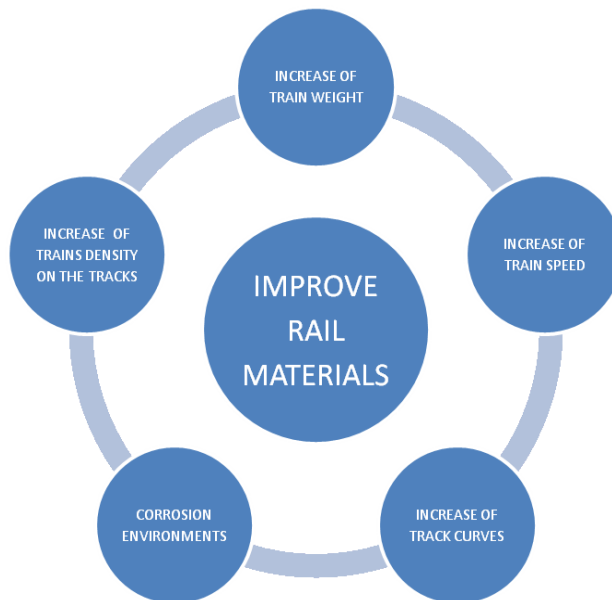 INCREASE OF
TRAIN WEIGHT
INCREASE OF
TRAINS DENSITY
ON THE TRACKS
INCREASE OF
TRAIN SPEED
IMPROVE
RAIL
MATERIALS
CORROSION
ENVIRONMENTS
INCREASE OF
TRACK CURVES